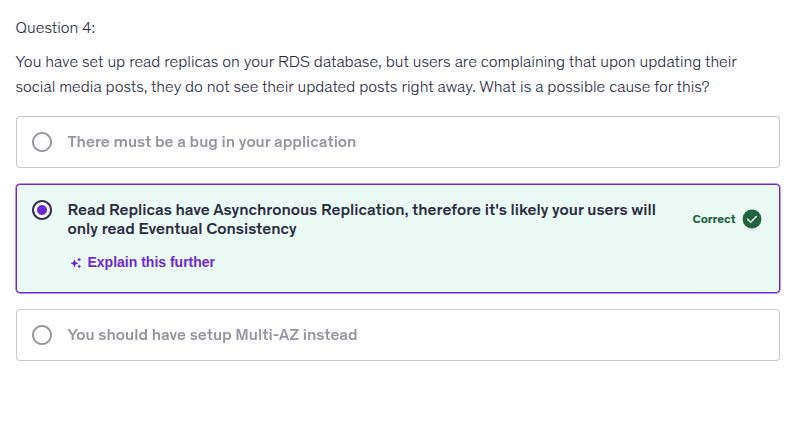 Question 4:
You have set up read replicas on your RDS database, but users are complaining that upon updating their
social media posts, they do not see their updated posts right away. What is a possible cause for this?
There must be a bug in your application
Read Replicas have Asynchronous Replication, therefore it's likely your users will
only read Eventual Consistency
Correct
Explain this further
You should have setup Multi-AZ instead